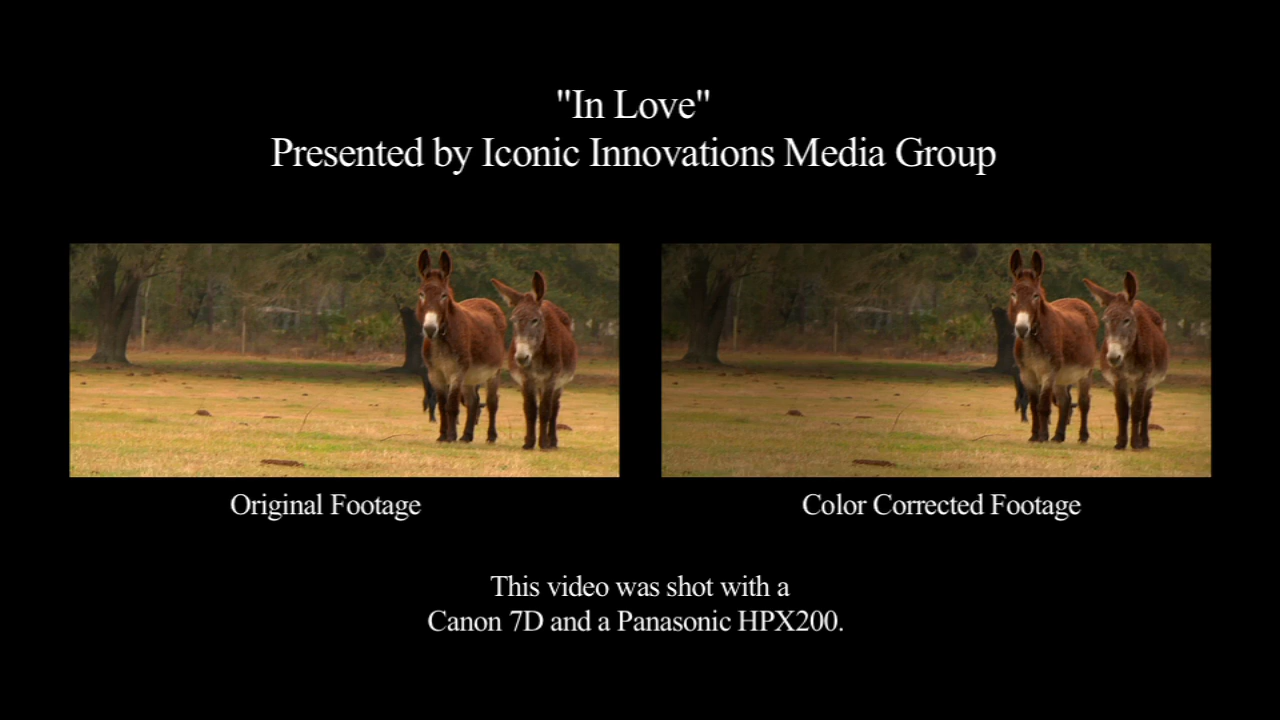 "In Love"
Presented by Iconic Innovations Media Group
Original Footage
Color Corrected Footage
This video was shot with a
Canon 7D and a Panasonic HPX200.